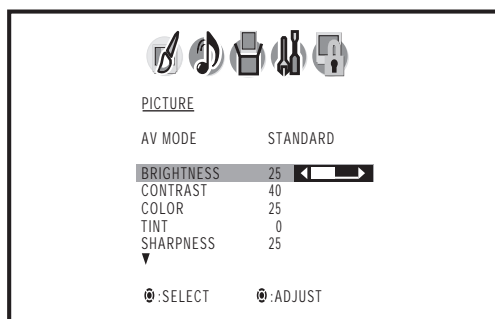 PICTURE
AV MODE STANDARD
BRIGHTNESS 25
CONTRAST 40
COLOR 25
TINT 0
SHARPNESS 25
:SELECT :ADJUST